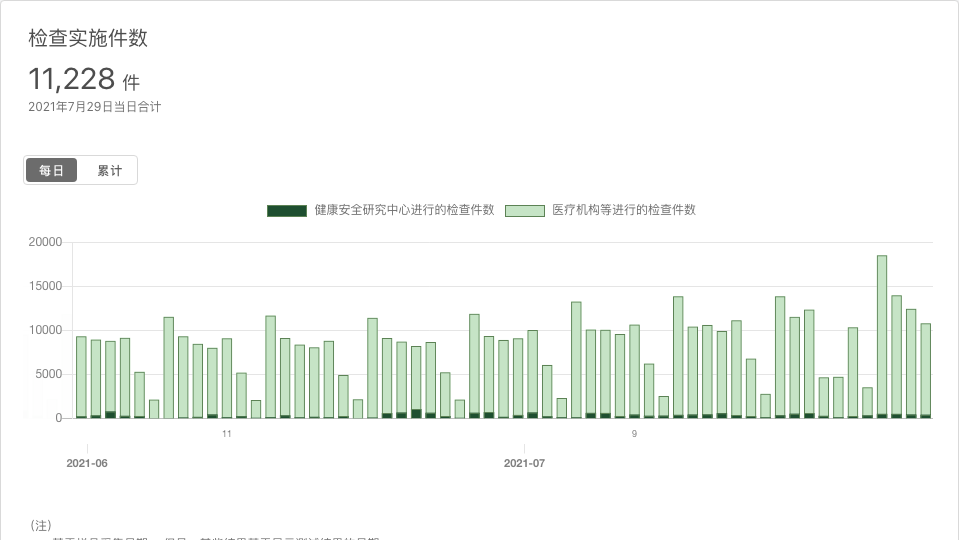 检查实施件数
11,228 件
2021年7月29日当日合计
每日 累计
健康安全研究中心进行的检查件数 医疗机构等进行的检查件数
20000
15000
10000
5000
0
11 9
2021-06 2021-07
(注)